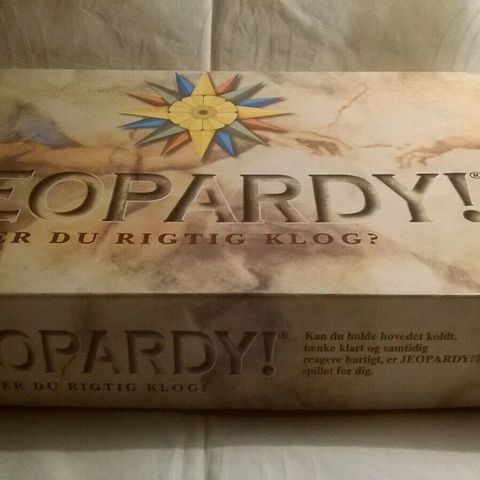 JEOPARDY!®
ER DU RIGTIG KLOG?
OPARDY!®
ER DU RIGTIG KLOG?
Kan du holde hovedet koldt,
tænke klart og samtidig
reagere hurtigt, er JEOPARDY!®
spillet for dig.